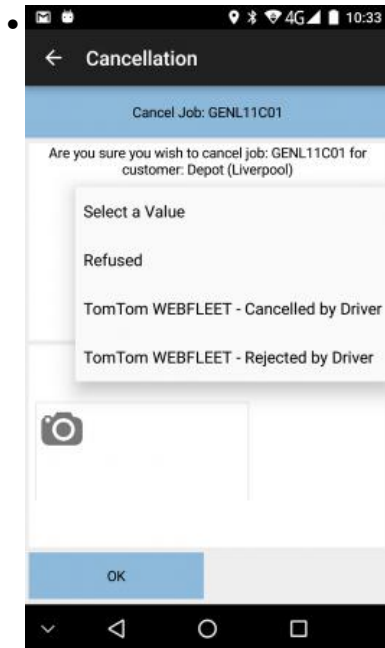 4G 10:33
Cancellation
Cancel Job: GENL11C01
Are you sure you wish to cancel job: GENL11C01 for
customer: Depot (Liverpool)
Select a Value
Refused
TomTom WEBFLEET - Cancelled by Driver
TomTom WEBFLEET - Rejected by Driver
OK